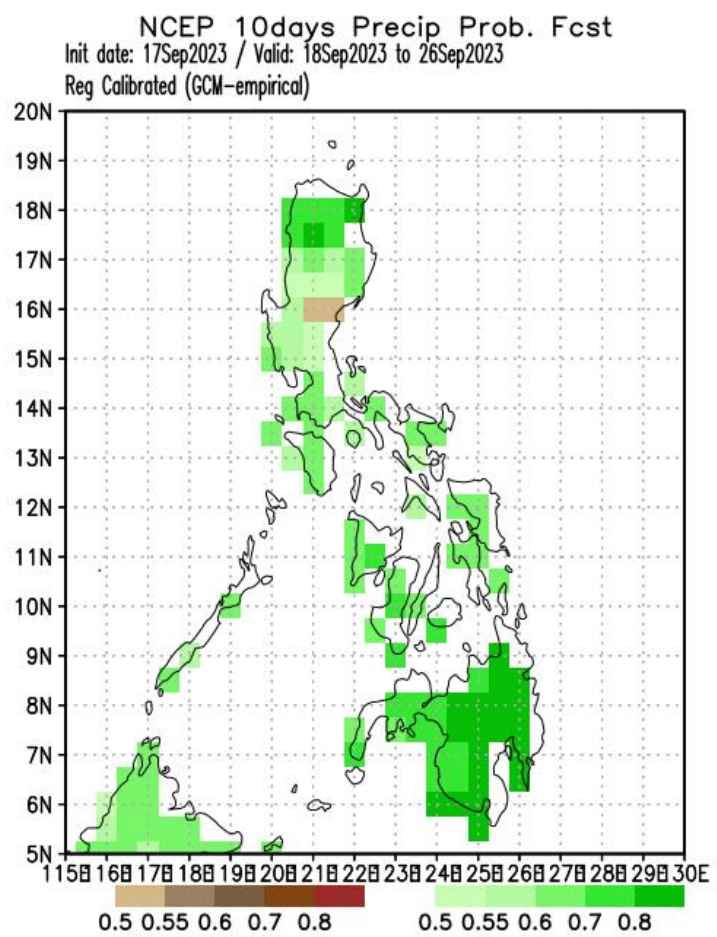 NCEP 10days Precip Prob. Fcst
Init date: 17Sep2023 / Valid: 18Sep2023 to 26Sep2023
Reg Calibrated (GCM-empirical)
20N
19N
18N
17N
16N
15N
14N
13N
12N
11N
10N
9N
8N
7N
6N
5N
115E 116E 117E 118E 119E 120E 121E 122E 123E 124E 125E 126E 127E 128E 129E 130E
0.5 0.55 0.6 0.7 0.8 0.5 0.55 0.6 0.7 0.8